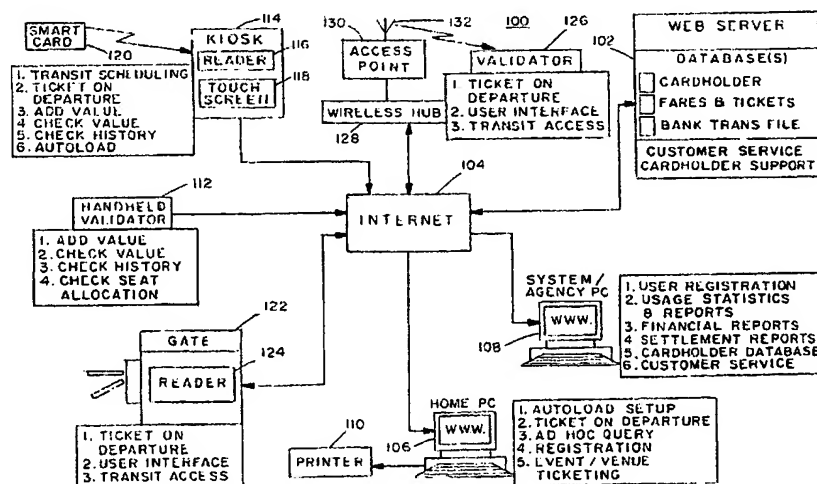 SMART CARD
120
1. TRANSIT SCHEDULING
2. TICKET ON DEPARTURE
3. ADD VALUE
4. CHECK VALUE
5. CHECK HISTORY
6. AUTOLOAD
114
KIOSK
READER
116
TOUCH SCREEN
118
130
132
ACCESS POINT
WIRELESS HUB
128
100
126
VALIDATOR
1. TICKET ON DEPARTURE
2. USER INTERFACE
3. TRANSIT ACCESS
102
WEB SERVER
DATABASE(S)
CARDHOLDER
FARES & TICKETS
BANK TRANS FILE
CUSTOMER SERVICE
CARDHOLDER SUPPORT
104
INTERNET
112
HANDHELD VALIDATOR
1. ADD VALUE
2. CHECK VALUE
3. CHECK HISTORY
4. CHECK SEAT ALLOCATION
122
GATE
124
READER
1. TICKET ON DEPARTURE
2. USER INTERFACE
3. TRANSIT ACCESS
SYSTEM/
AGENCY PC
WWW.
108
1. USER REGISTRATION
2. USAGE STATISTICS & REPORTS
3. FINANCIAL REPORTS
4 SETTLEMENT REPORTS
5. CARDHOLDER DATABASE
6. CUSTOMER SERVICE
HOME PC
WWW.
106
110
PRINTER
1. AUTOLOAD SETUP
2. TICKET ON DEPARTURE
3. AD HOC QUERY
4. REGISTRATION
5. EVENT/VENUE TICKETING